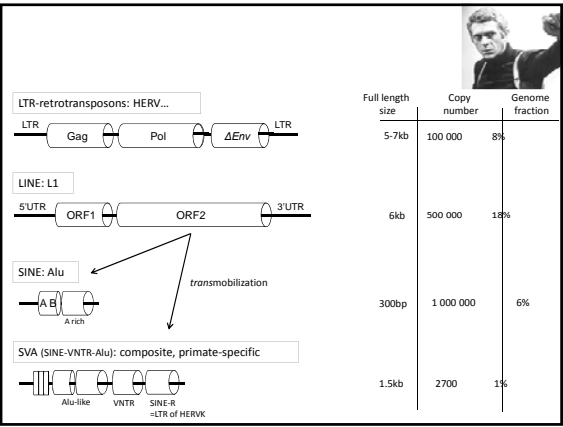 Full length size
Copy number
Genome fraction
LTR-retrotransposons: HERV...
LTR
LTR
Gag
Pol
ΔEnv
5-7kb
100 000
8%
LINE: L1
5'UTR
3'UTR
ORF1
ORF2
6kb
500 000
18%
SINE: Alu
transmobilization
A B
A rich
300bp
1 000 000
6%
SVA (SINE-VNTR-Alu): composite, primate-specific
1.5kb
2700
1%
Alu-like
VNTR
SINE-R
=LTR of HERVK